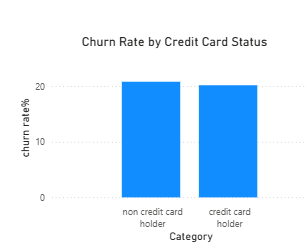 Churn Rate by Credit Card Status
churn rate%
20
10
0
non credit card
holder
credit card
holder
Category